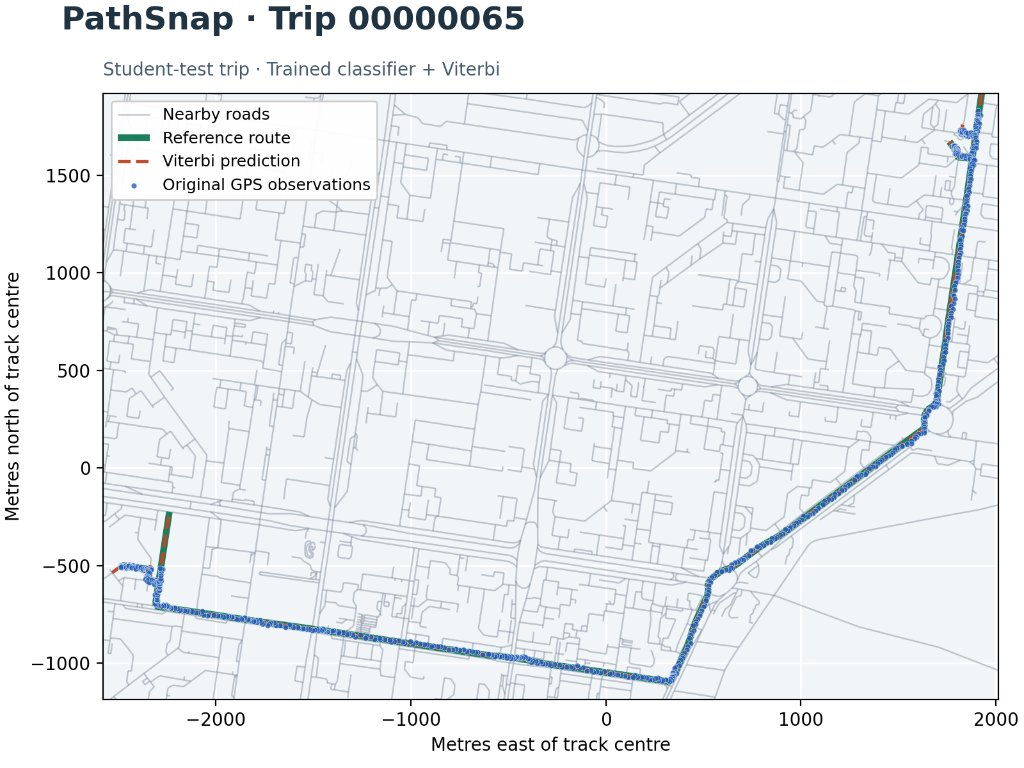 PathSnap · Trip 00000065
Student-test trip · Trained classifier + Viterbi
Nearby roads
Reference route
Viterbi prediction
Original GPS observations
1500
1000
500
0
−500
−1000
Metres north of track centre
−2000
−1000
0
1000
2000
Metres east of track centre